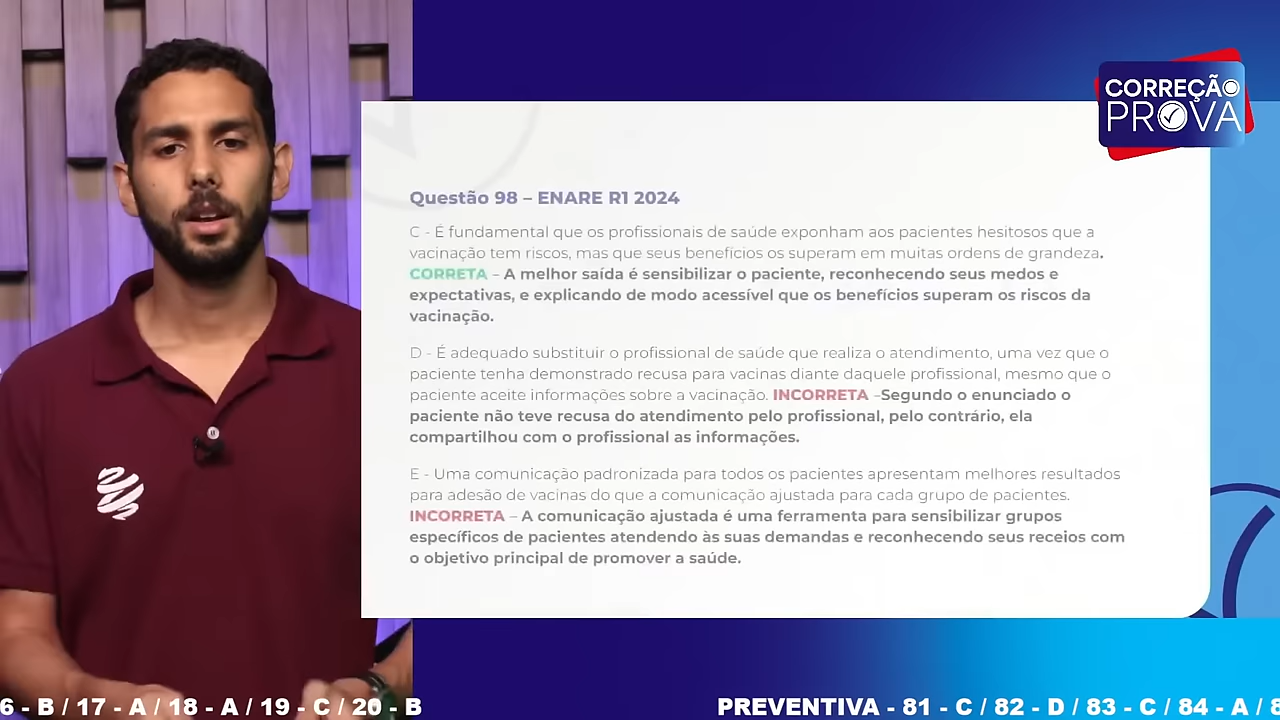 CORREÇÃO
PROVA
Questão 98 – ENARE R1 2024
C - É fundamental que os profissionais de saúde exponham aos pacientes hesitosos que a
vacinação tem riscos, mas que seus benefícios os superam em muitas ordens de grandeza.
CORRETA – A melhor saída é sensibilizar o paciente, reconhecendo seus medos e
expectativas, e explicando de modo acessível que os benefícios superam os riscos da
vacinação.
D - É adequado substituir o profissional de saúde que realiza o atendimento, uma vez que o
paciente tenha demonstrado recusa para vacinas diante daquele profissional, mesmo que o
paciente aceite informações sobre a vacinação. INCORRETA –Segundo o enunciado o
paciente não teve recusa do atendimento pelo profissional, pelo contrário, ela
compartilhou com o profissional as informações.
E - Uma comunicação padronizada para todos os pacientes apresentam melhores resultados
para adesão de vacinas do que a comunicação ajustada para cada grupo de pacientes.
INCORRETA – A comunicação ajustada é uma ferramenta para sensibilizar grupos
específicos de pacientes atendendo às suas demandas e reconhecendo seus receios com
o objetivo principal de promover a saúde.
6 - B / 17 - A / 18 - A / 19 - C / 20 - B PREVENTIVA - 81 - C / 82 - D / 83 - C / 84 - A / 8